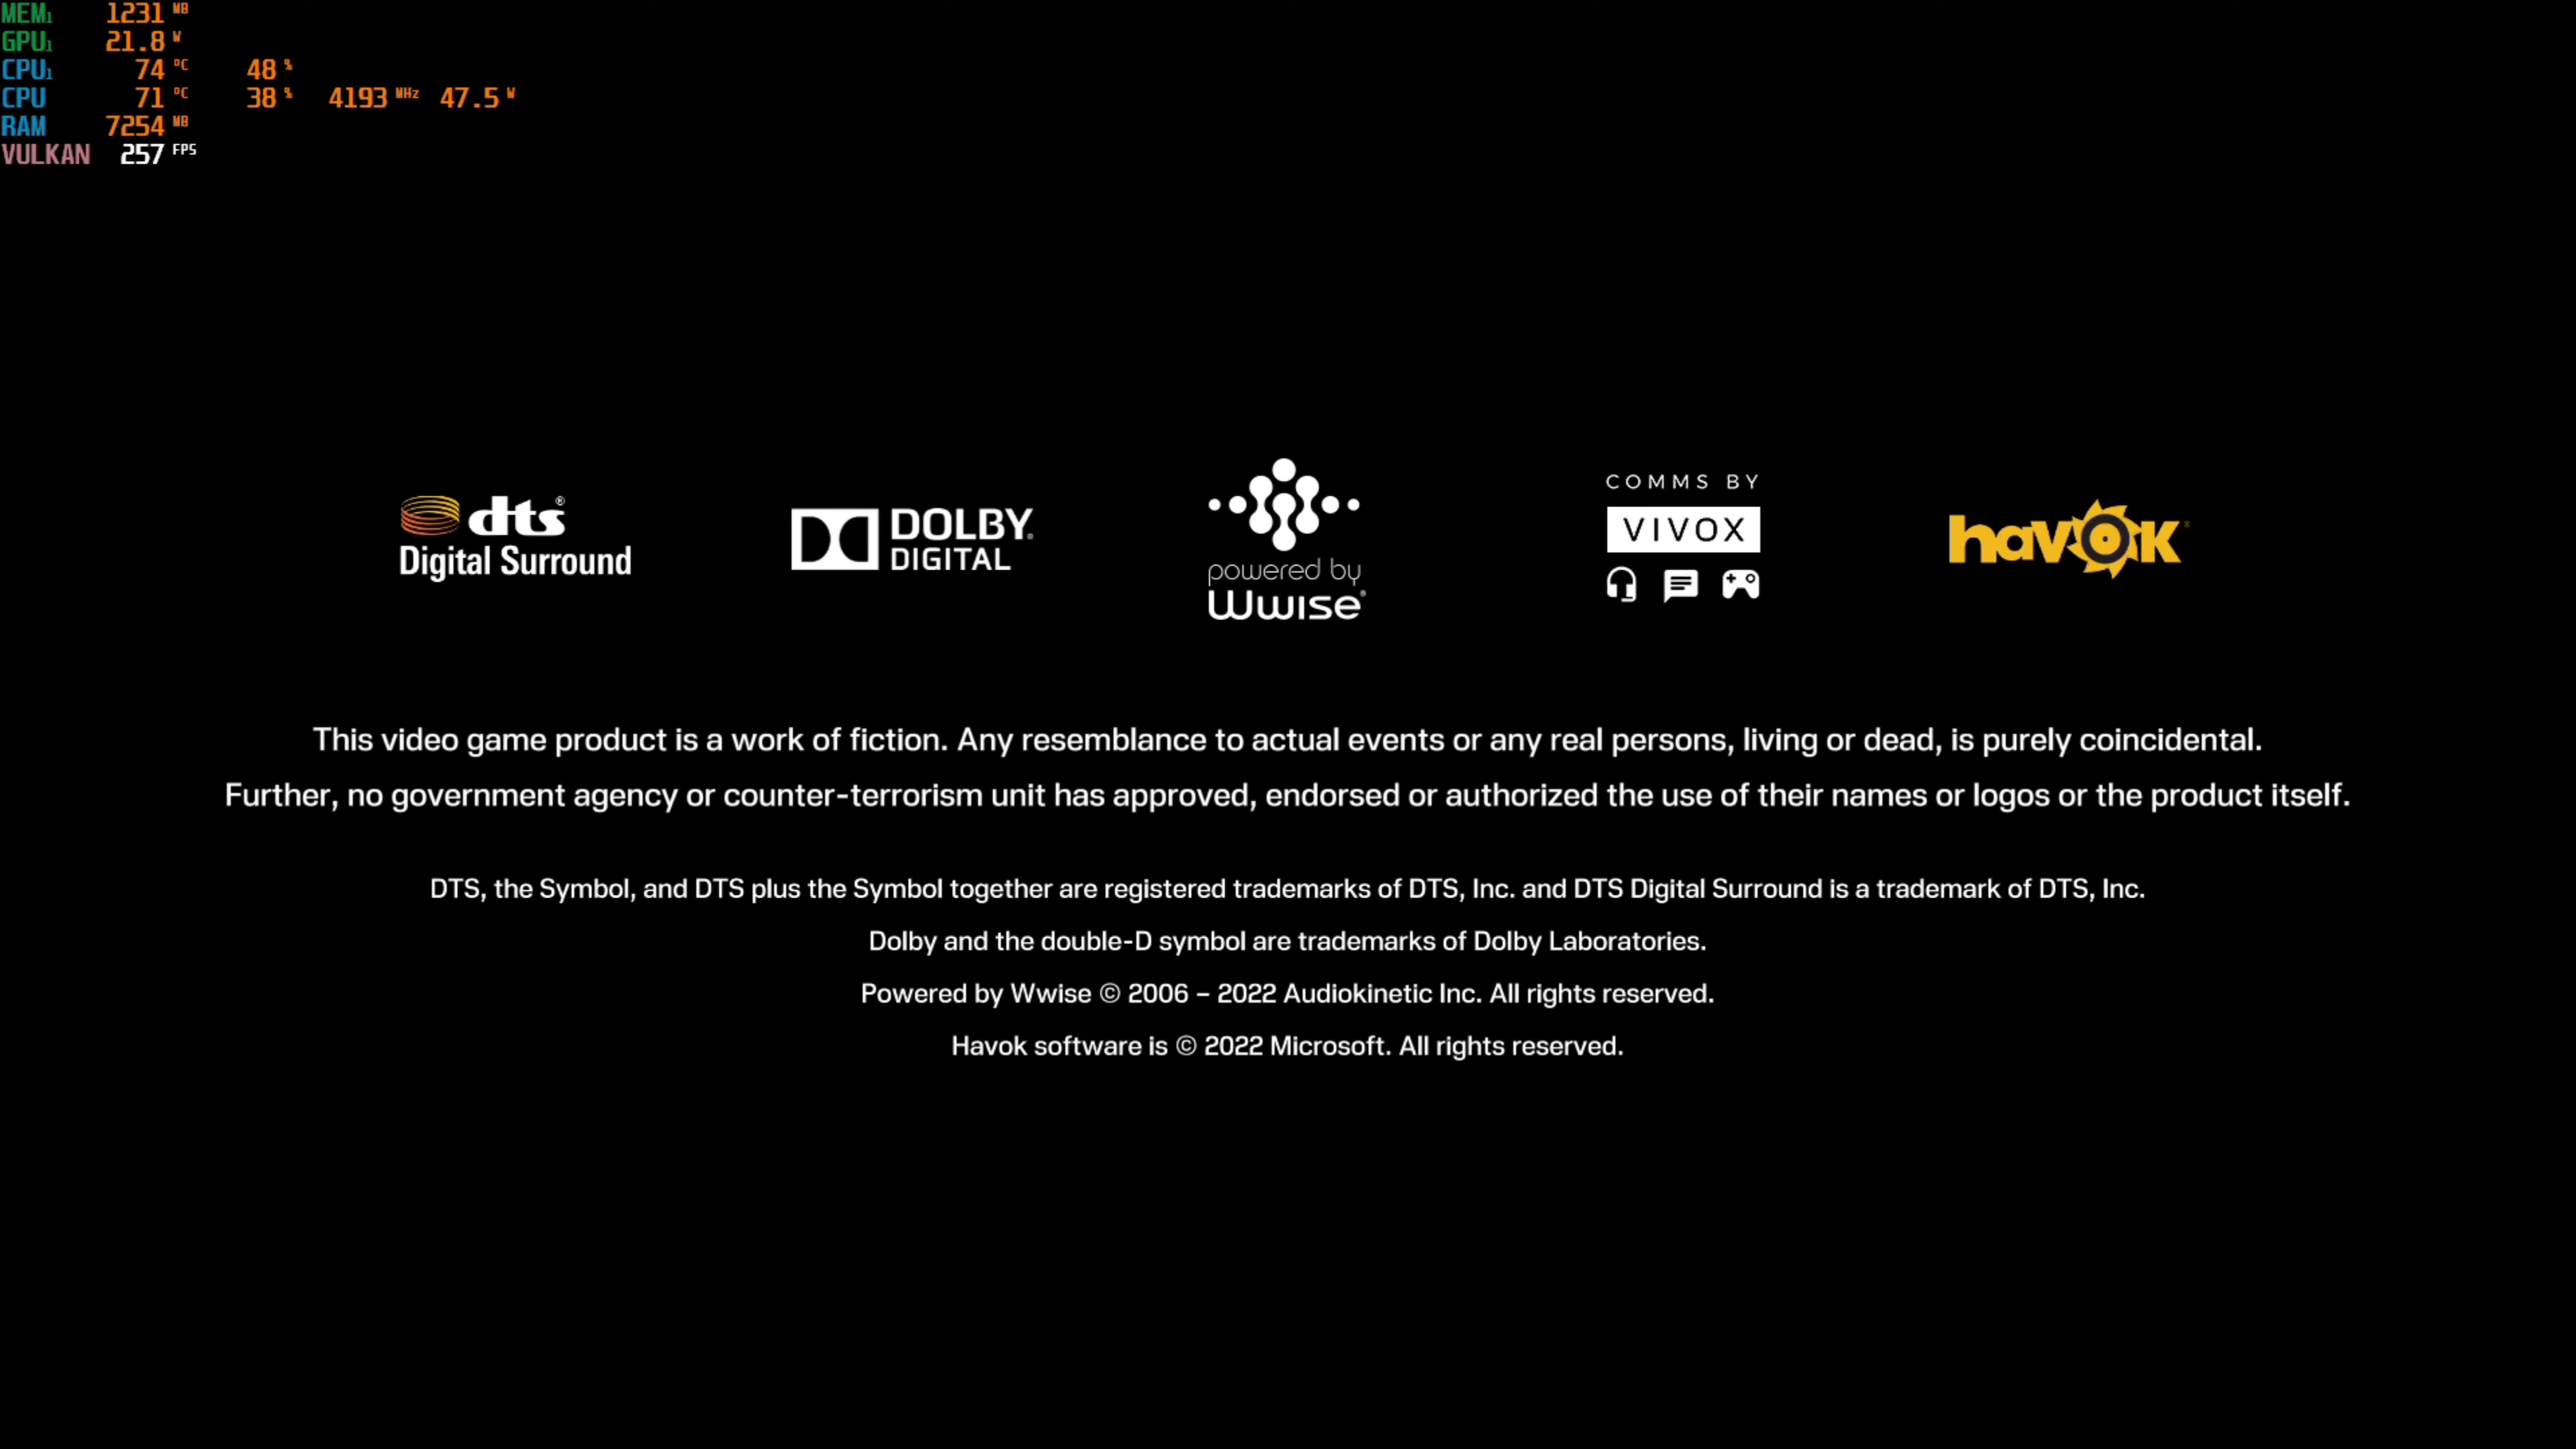 MEM1 1231 MB
GPU1 21.8 W
CPU1 74 °C 48 %
CPU 71 °C 38 % 4193 MHz 47.5 W
RAM 7254 MB
VULKAN 257 FPS
dts®
Digital Surround
DOLBY®
DIGITAL
powered by
Wwise®
COMMS BY
VIVOX
havok®
This video game product is a work of fiction. Any resemblance to actual events or any real persons, living or dead, is purely coincidental.
Further, no government agency or counter-terrorism unit has approved, endorsed or authorized the use of their names or logos or the product itself.
DTS, the Symbol, and DTS plus the Symbol together are registered trademarks of DTS, Inc. and DTS Digital Surround is a trademark of DTS, Inc.
Dolby and the double-D symbol are trademarks of Dolby Laboratories.
Powered by Wwise © 2006 – 2022 Audiokinetic Inc. All rights reserved.
Havok software is © 2022 Microsoft. All rights reserved.